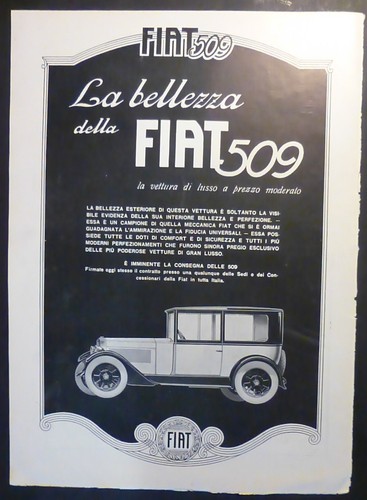 FIAT 509
La bellezza
della FIAT 509
la vettura di lusso a prezzo moderato
LA BELLEZZA ESTERIORE DI QUESTA VETTURA È SOLTANTO LA VISI-
BILE EVIDENZA DELLA SUA INTERIORE BELLEZZA E PERFEZIONE. —
ESSA È UN CAMPIONE DI QUELLA MECCANICA FIAT CHE SI È ORMAI
GUADAGNATA L'AMMIRAZIONE E LA FIDUCIA UNIVERSALE - ESSA POS-
SIEDE TUTTE LE DOTI DI COMFORT E DI SICUREZZA E TUTTI I PIÙ
MODERNI PERFEZIONAMENTI CHE FURONO SINORA PREGIO ESCLUSIVO
DELLE PIÙ PODEROSE VETTURE DI GRAN LUSSO.
È IMMINENTE LA CONSEGNA DELLE 509
Firmate oggi stesso il contratto presso una qualunque delle Sedi e dei Con-
cessionari della Fiat in tutta Italia.
FIAT